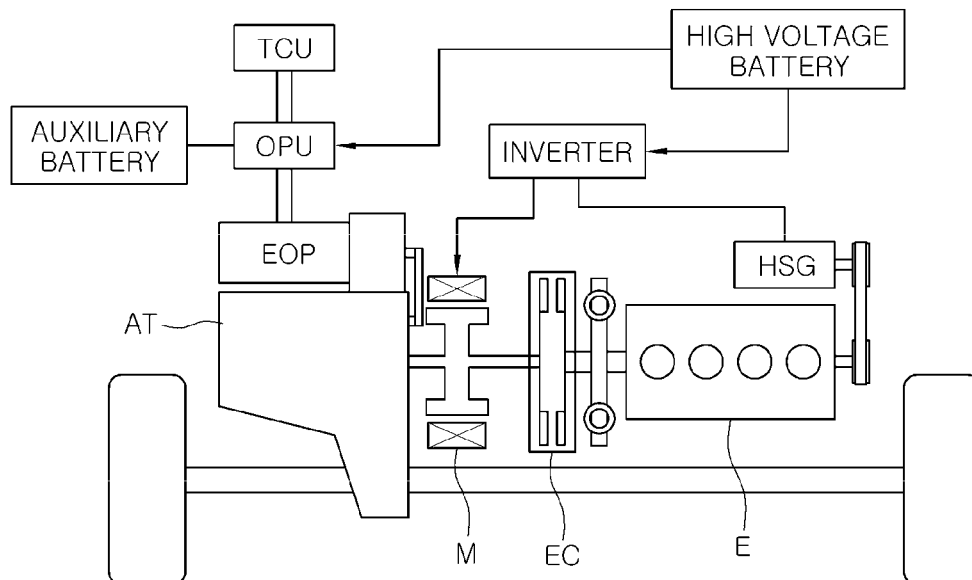 TCU
HIGH VOLTAGE
BATTERY
AUXILIARY
BATTERY
OPU
INVERTER
EOP
HSG
AT
M
EC
E